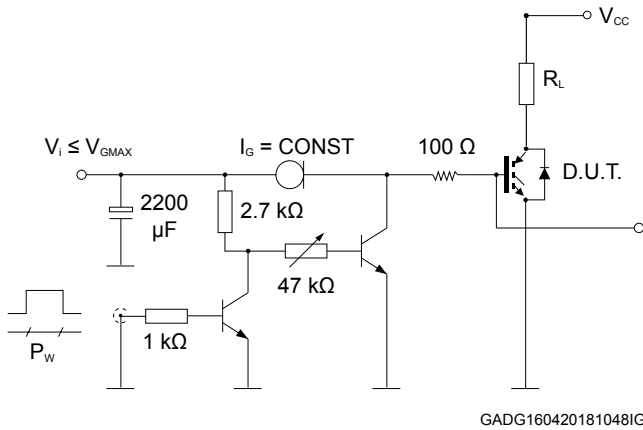 V_CC
R_L
V_i ≤ V_GMAX
I_G = CONST
100 Ω
D.U.T.
2200
μF
2.7 kΩ
47 kΩ
1 kΩ
P_W
GADG160420181048IG